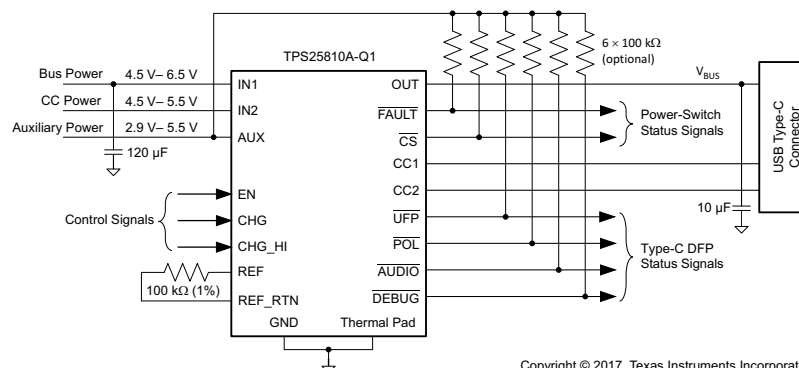 TPS25810A-Q1
6 × 100 kΩ
(optional)
Bus Power 4.5 V– 6.5 V
IN1
OUT
VBUS
CC Power 4.5 V– 5.5 V
IN2
FAULT
Power-Switch
Status Signals
Auxiliary Power 2.9 V– 5.5 V
AUX
CS
120 µF
CC1
CC2
USB Type-C
Connector
10 µF
Control Signals
EN
CHG
CHG_HI
UFP
POL
AUDIO
DEBUG
Type-C DFP
Status Signals
REF
100 kΩ (1%)
REF_RTN
GND
Thermal Pad
Copyright © 2017, Texas Instruments